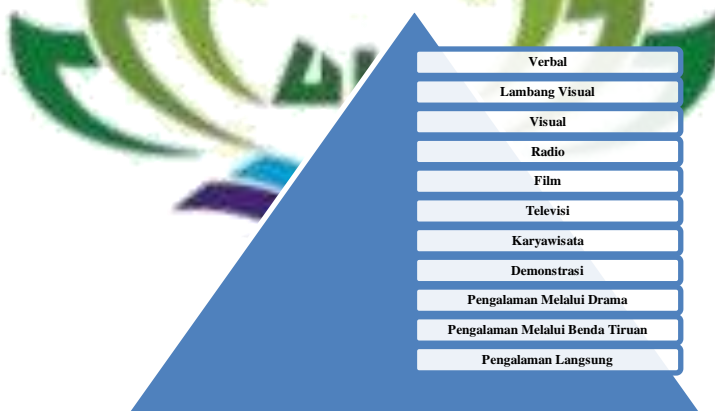 Verbal
Lambang Visual
Visual
Radio
Film
Televisi
Karyawisata
Demonstrasi
Pengalaman Melalui Drama
Pengalaman Melalui Benda Tiruan
Pengalaman Langsung